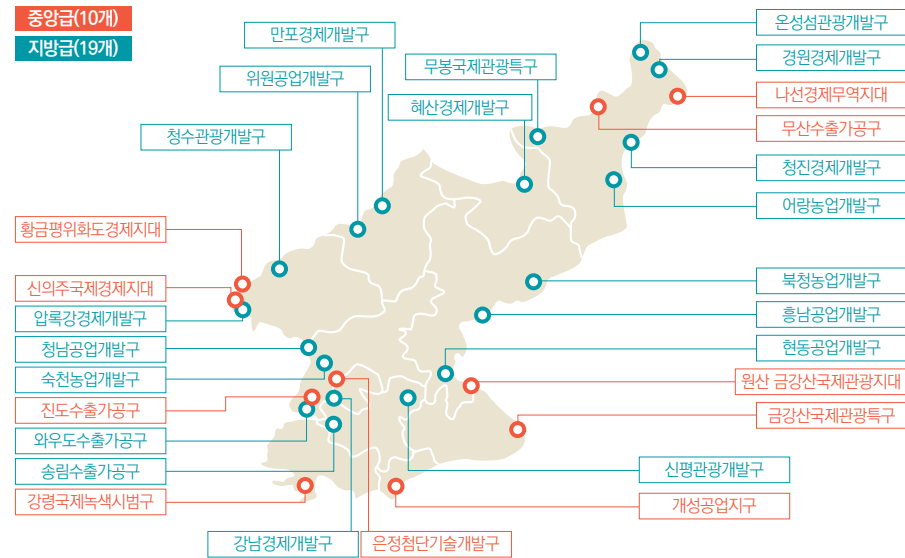 중앙급(10개)
지방급(19개)
만포경제개발구
위원공업개발구
청수관광개발구
무봉국제관광특구
혜산경제개발구
온성섬관광개발구
경원경제개발구
나선경제무역지대
무산수출가공구
청진경제개발구
어랑농업개발구
황금평위화도경제지대
신의주국제경제지대
압록강경제개발구
청남공업개발구
숙천농업개발구
진도수출가공구
와우도수출가공구
송림수출가공구
강령국제녹색시범구
북청농업개발구
흥남공업개발구
현동공업개발구
원산 금강산국제관광지대
금강산국제관광특구
신평관광개발구
개성공업지구
강남경제개발구
은정첨단기술개발구